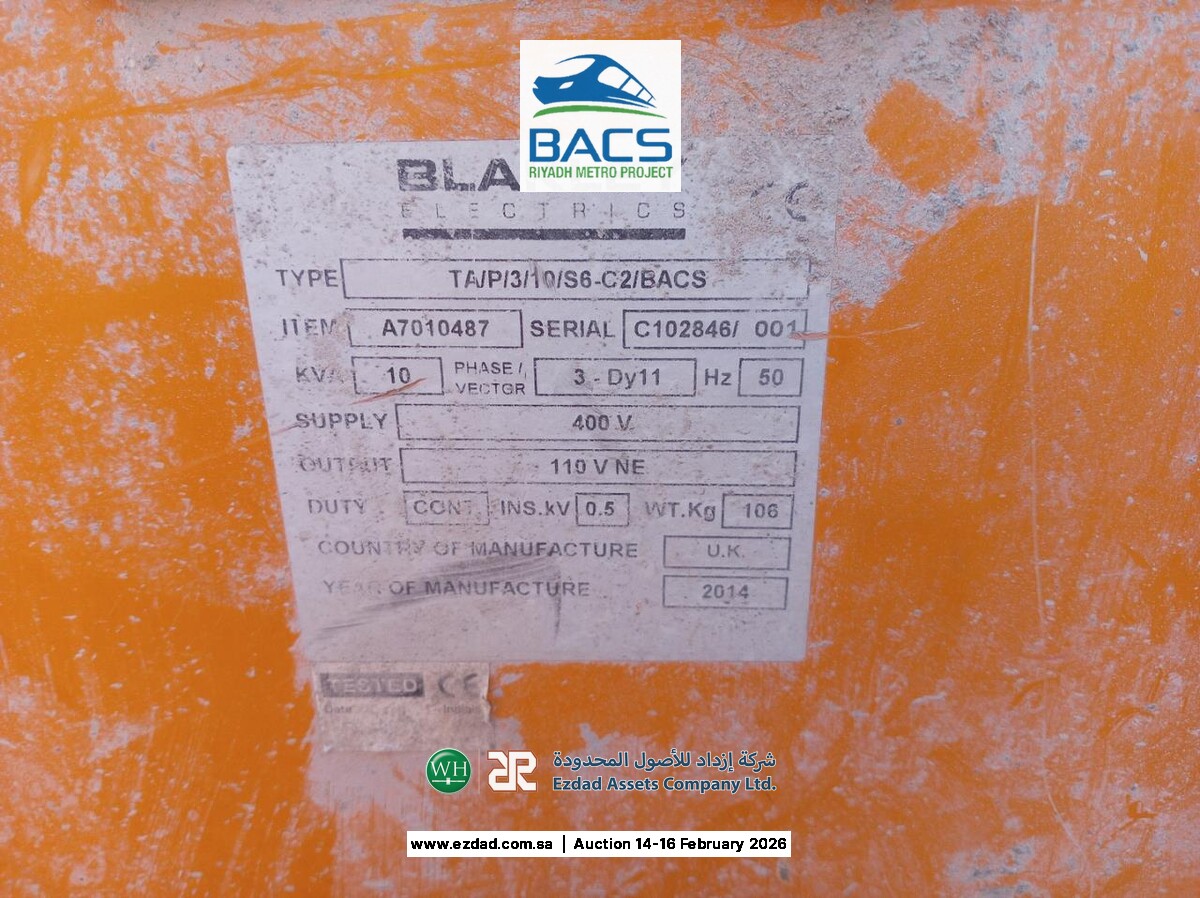 BACS
RIYADH METRO PROJECT
BLA
ELECTRICS
CE
TYPE TA/P/3/10/S6-C2/BACS
ITEM A7010487 SERIAL C102846/ 001
KVA 10 PHASE / VECTOR 3 - Dy11 Hz 50
SUPPLY 400 V
OUTPUT 110 V NE
DUTY CONT. INS.kV 0.5 WT.Kg 106
COUNTRY OF MANUFACTURE U.K.
YEAR OF MANUFACTURE 2014
TESTED CE
Date
WH
شركة إزداد للأصول المحدودة
Ezdad Assets Company Ltd.
www.ezdad.com.sa | Auction 14-16 February 2026